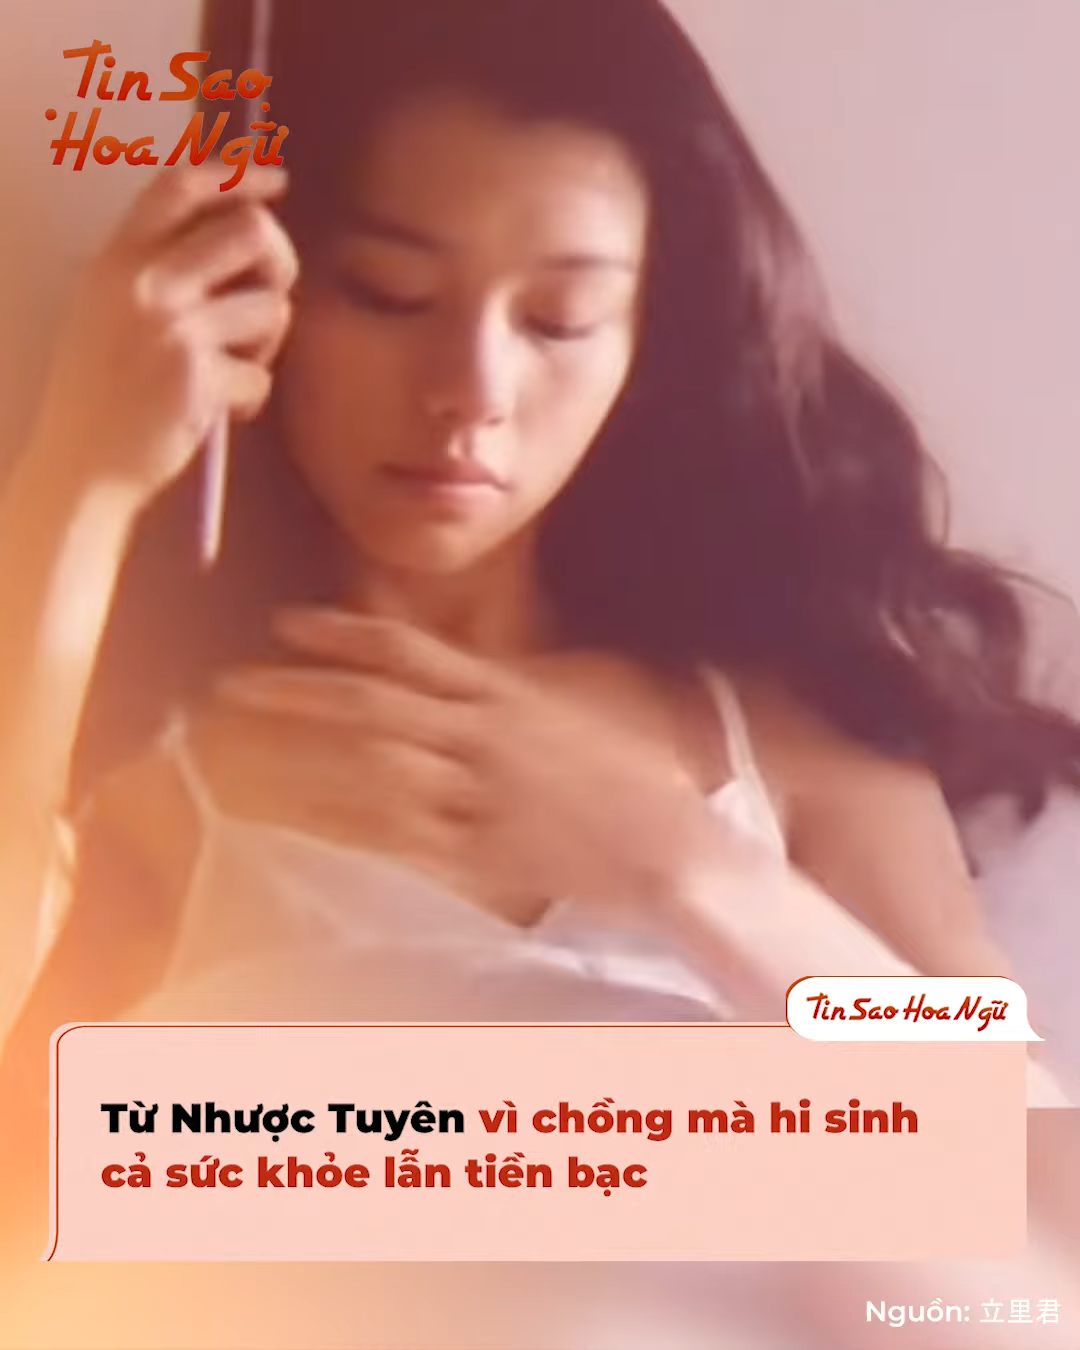 Tin Sao
Hoa Ngữ
Tin Sao Hoa Ngữ
Từ Nhược Tuyên vì chồng mà hi sinh
cả sức khỏe lẫn tiền bạc
Nguồn: 立里君